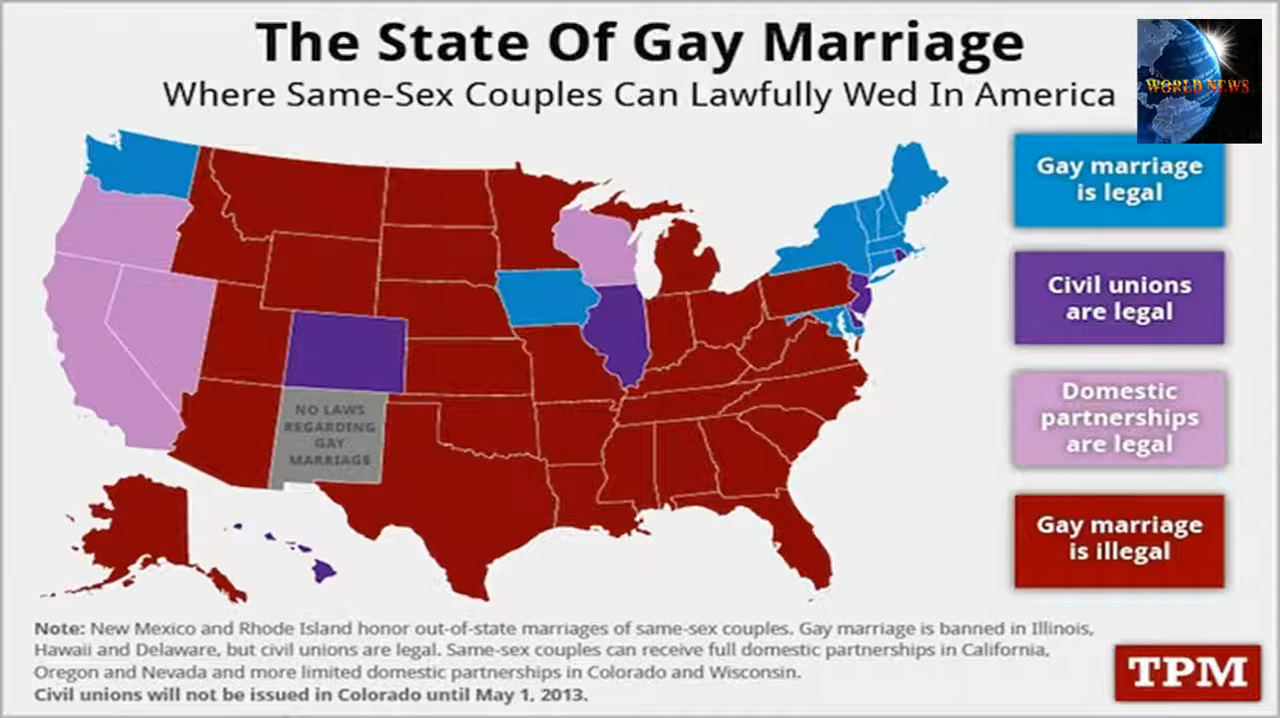 The State Of Gay Marriage
Where Same-Sex Couples Can Lawfully Wed In America
WORLD NEWS
Gay marriage
is legal
Civil unions
are legal
Domestic
partnerships
are legal
Gay marriage
is illegal
NO LAWS
REGARDING
GAY
MARRIAGE
Note: New Mexico and Rhode Island honor out-of-state marriages of same-sex couples. Gay marriage is banned in Illinois,
Hawaii and Delaware, but civil unions are legal. Same-sex couples can receive full domestic partnerships in California,
Oregon and Nevada and more limited domestic partnerships in Colorado and Wisconsin.
Civil unions will not be issued in Colorado until May 1, 2013.
TPM